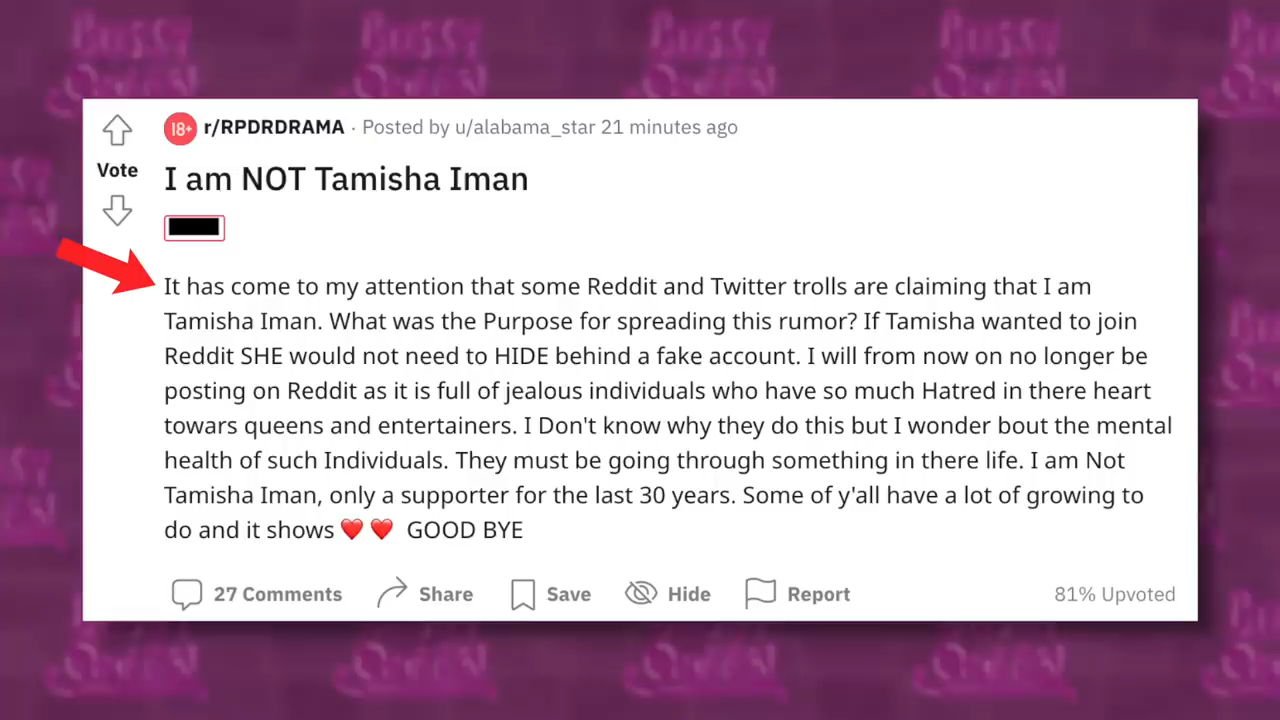 18+ r/RPDRDRAMA · Posted by u/alabama_star 21 minutes ago
Vote
I am NOT Tamisha Iman
It has come to my attention that some Reddit and Twitter trolls are claiming that I am
Tamisha Iman. What was the Purpose for spreading this rumor? If Tamisha wanted to join
Reddit SHE would not need to HIDE behind a fake account. I will from now on no longer be
posting on Reddit as it is full of jealous individuals who have so much Hatred in there heart
towars queens and entertainers. I Don't know why they do this but I wonder bout the mental
health of such Individuals. They must be going through something in there life. I am Not
Tamisha Iman, only a supporter for the last 30 years. Some of y'all have a lot of growing to
do and it shows ❤️ ❤️ GOOD BYE
27 Comments Share Save Hide Report 81% Upvoted